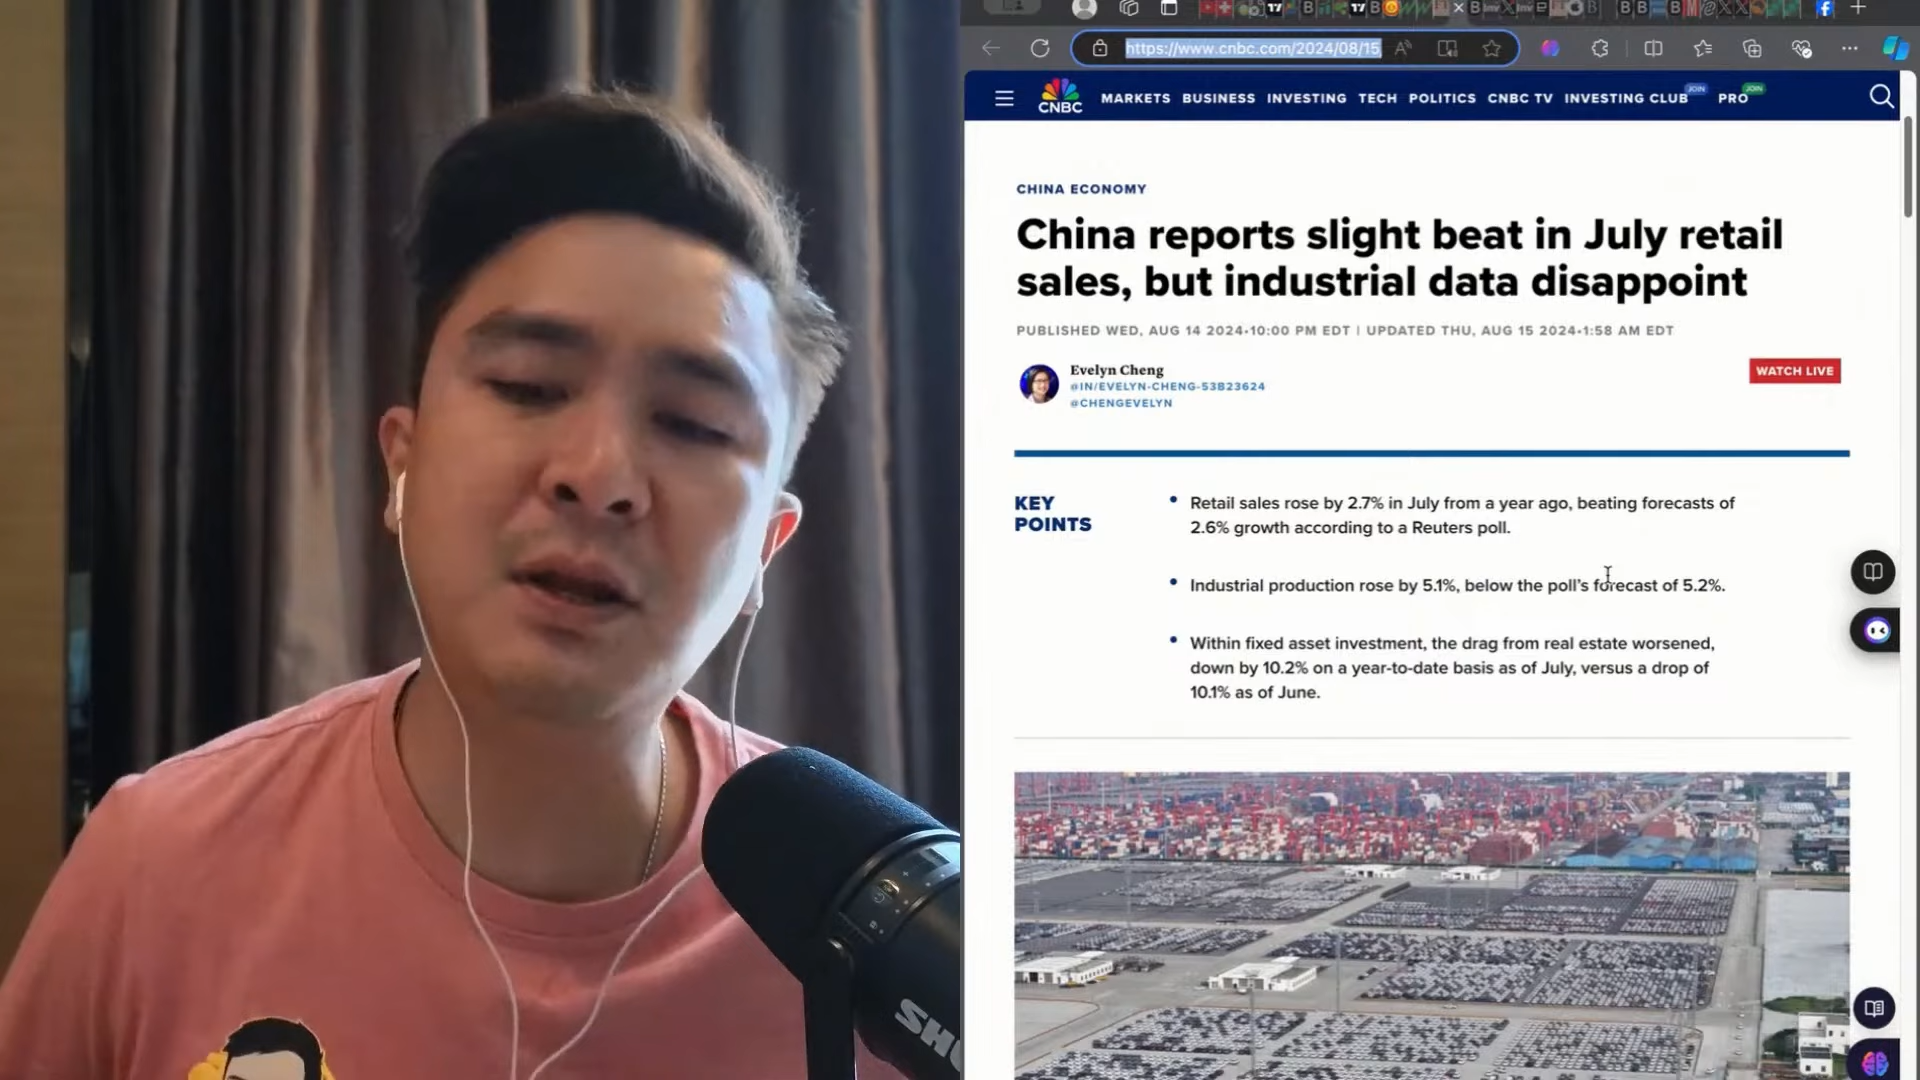 https://www.cnbc.com/2024/08/15
CNBC
MARKETS BUSINESS INVESTING TECH POLITICS CNBC TV INVESTING CLUB JOIN PRO JOIN
CHINA ECONOMY
China reports slight beat in July retail
sales, but industrial data disappoint
PUBLISHED WED, AUG 14 2024•10:00 PM EDT | UPDATED THU, AUG 15 2024•1:58 AM EDT
Evelyn Cheng
@IN/EVELYN-CHENG-53B23624
@CHENGEVELYN
WATCH LIVE
KEY
POINTS
• Retail sales rose by 2.7% in July from a year ago, beating forecasts of
2.6% growth according to a Reuters poll.
• Industrial production rose by 5.1%, below the poll’s forecast of 5.2%.
• Within fixed asset investment, the drag from real estate worsened,
down by 10.2% on a year-to-date basis as of July, versus a drop of
10.1% as of June.